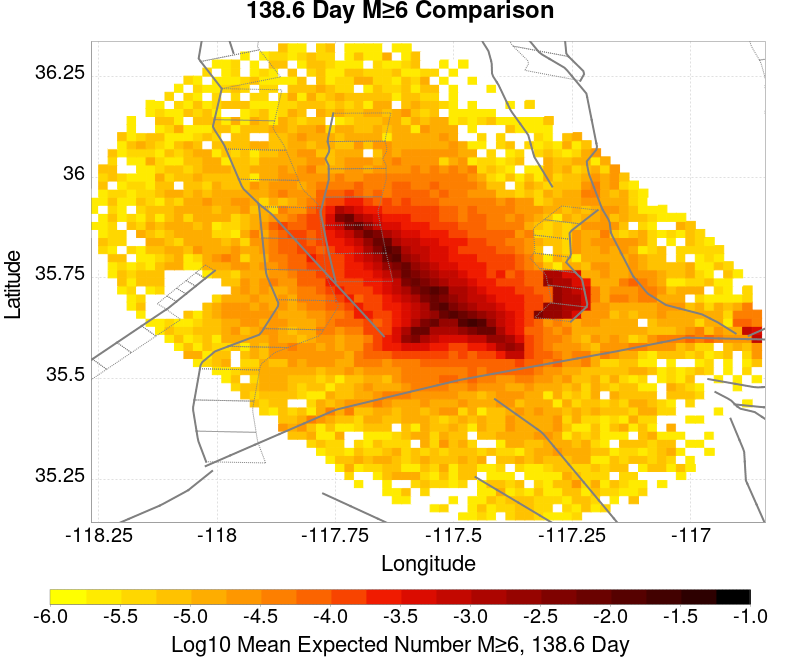 138.6 Day M≥6 Comparison
36.25
36
35.75
35.5
35.25
Latitude
-118.25 -118 -117.75 -117.5 -117.25 -117
Longitude
-6.0 -5.5 -5.0 -4.5 -4.0 -3.5 -3.0 -2.5 -2.0 -1.5 -1.0
Log10 Mean Expected Number M≥6, 138.6 Day